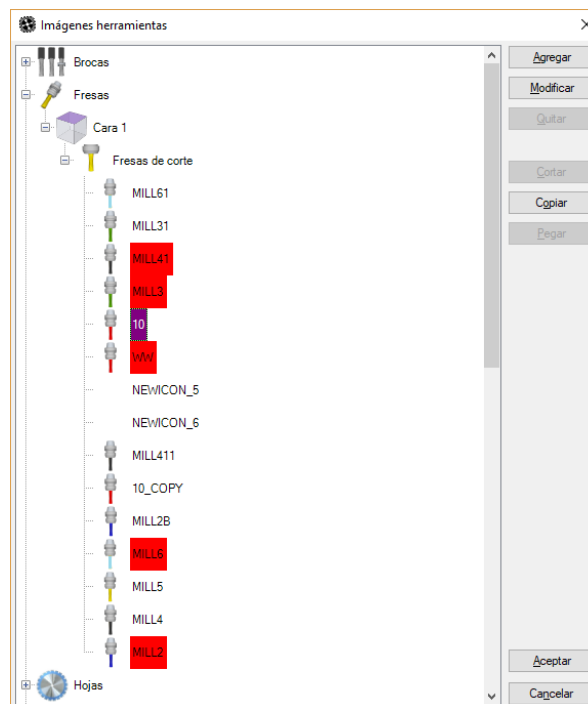 Imágenes herramientas
Brocas
Fresas
Cara 1
Fresas de corte
MILL61
MILL31
MILL41
MILL3
10
WW
NEWICON_5
NEWICON_6
MILL411
10_COPY
MILL2B
MILL6
MILL5
MILL4
MILL2
Hojas
Agregar
Modificar
Quitar
Cortar
Copiar
Pegar
Aceptar
Cancelar